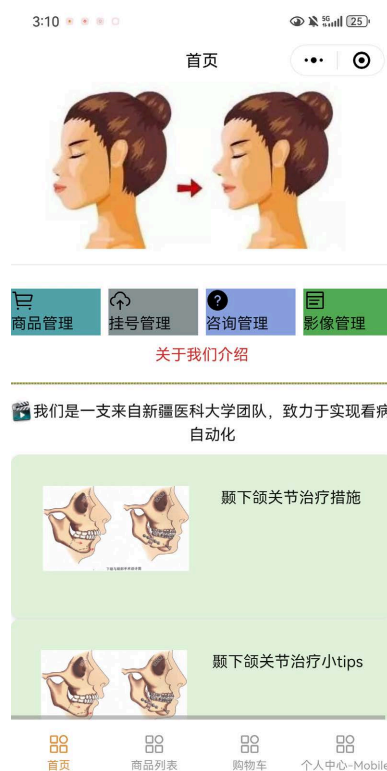 3:10
5G
25
首页
商品管理
挂号管理
咨询管理
影像管理
关于我们介绍
我们是一支来自新疆医科大学团队，致力于实现看病
自动化
颞下颌关节治疗措施
颞下颌关节治疗小tips
首页
商品列表
购物车
个人中心-Mobile